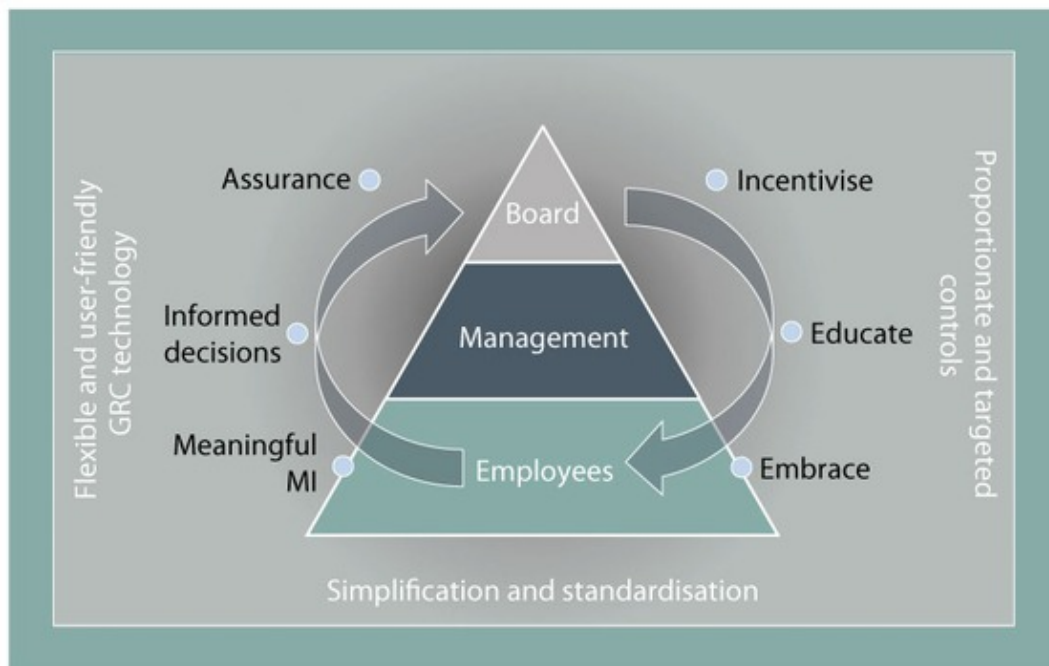 Assurance
Incentivise
Board
Flexible and user-friendly
GRC technology
Proportionate and targeted
controls
Informed
decisions
Management
Educate
Meaningful
MI
Employees
Embrace
Simplification and standardisation